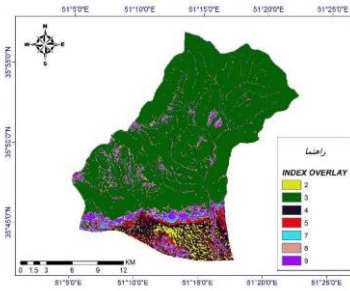 51°5'0"E 51°10'0"E 51°15'0"E 51°20'0"E 51°25'0"E
N
W E
S
35°55'0"N
35°50'0"N
35°45'0"N
راهنما
INDEX OVERLAY
2
3
4
5
7
8
9
KM
0 1.5 3 6 9 12
51°5'0"E 51°10'0"E 51°15'0"E 51°20'0"E 51°25'0"E